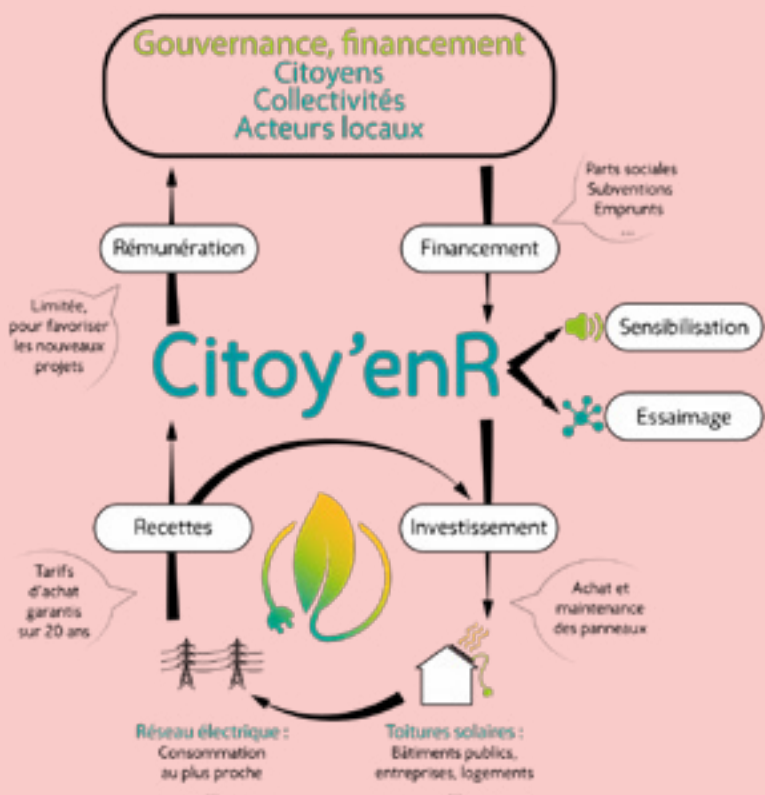 Gouvernance, financement
Citoyens
Collectivités
Acteurs locaux
Parts sociales
Subventions
Emprunts
...
Rémunération
Financement
Limitée,
pour favoriser
les nouveaux
projets
Citoy'enR
Sensibilisation
Essaimage
Recettes
Investissement
Tarifs
d'achat
garantis
sur 20 ans
Achat et
maintenance
des panneaux
Réseau électrique :
Consommation
au plus proche
Toitures solaires :
Bâtiments publics,
entreprises, logements